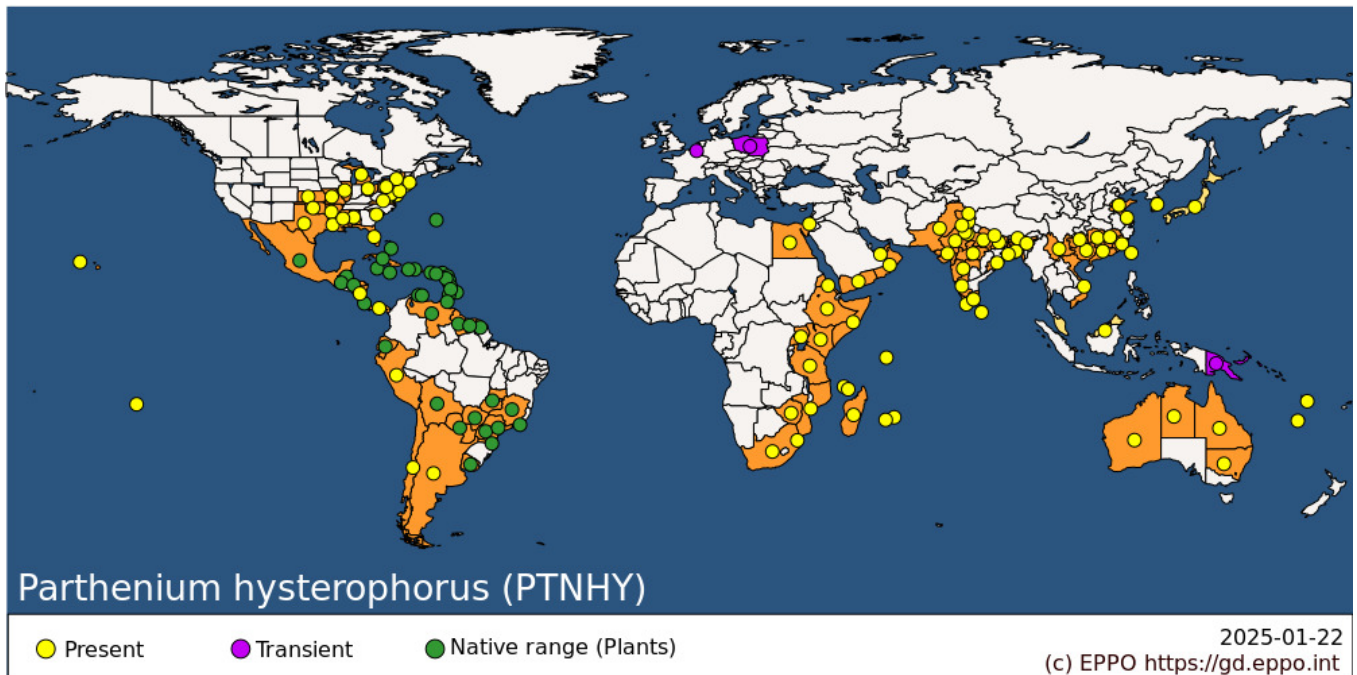 Parthenium hysterophorus (PTNHY)
Present
Transient
Native range (Plants)
2025-01-22
(c) EPPO https://gd.eppo.int